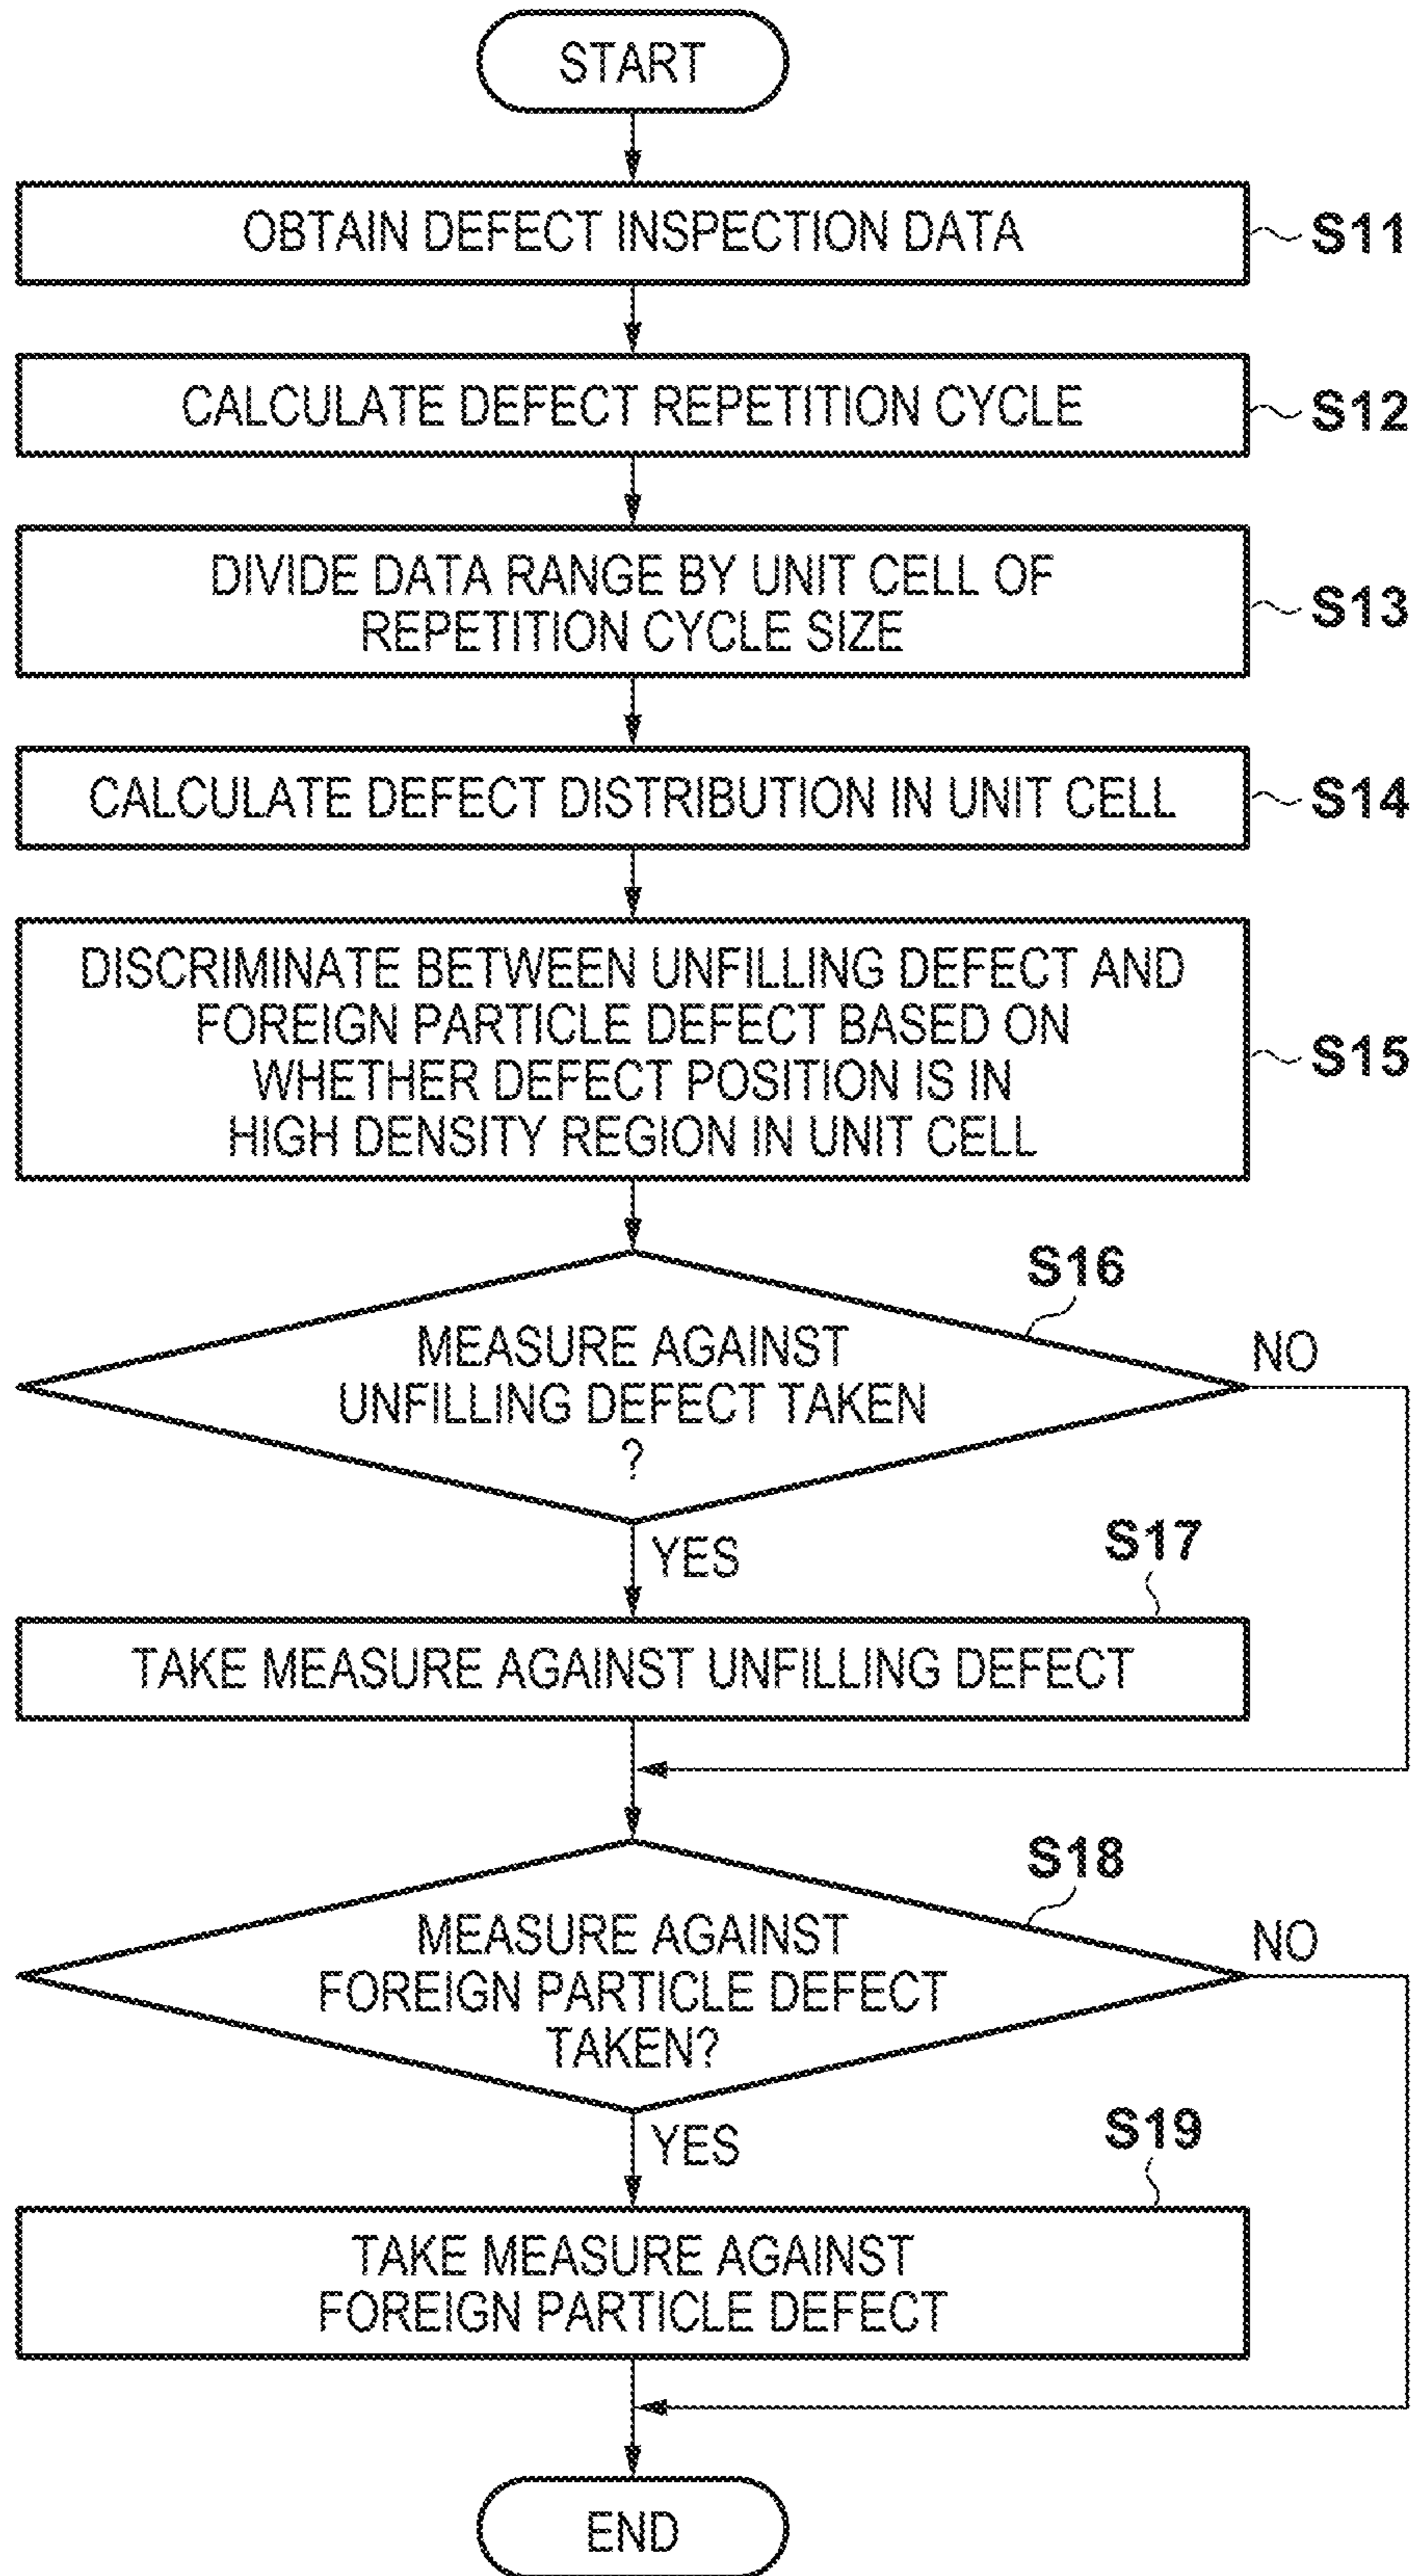 START
OBTAIN DEFECT INSPECTION DATA
S11
CALCULATE DEFECT REPETITION CYCLE
S12
DIVIDE DATA RANGE BY UNIT CELL OF
REPETITION CYCLE SIZE
S13
CALCULATE DEFECT DISTRIBUTION IN UNIT CELL
S14
DISCRIMINATE BETWEEN UNFILLING DEFECT AND
FOREIGN PARTICLE DEFECT BASED ON
WHETHER DEFECT POSITION IS IN
HIGH DENSITY REGION IN UNIT CELL
S15
S16
MEASURE AGAINST
UNFILLING DEFECT TAKEN
?
NO
YES
S17
TAKE MEASURE AGAINST UNFILLING DEFECT
S18
MEASURE AGAINST
FOREIGN PARTICLE DEFECT
TAKEN?
NO
YES
S19
TAKE MEASURE AGAINST
FOREIGN PARTICLE DEFECT
END